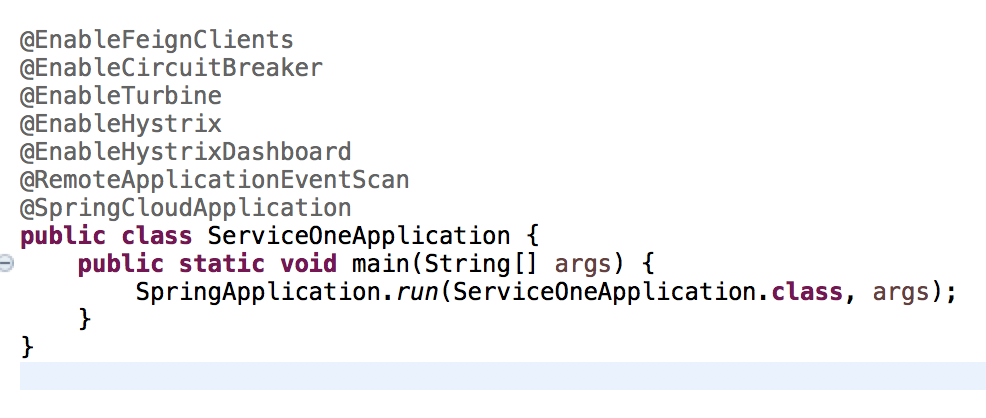 @EnableFeignClients
@EnableCircuitBreaker
@EnableTurbine
@EnableHystrix
@EnableHystrixDashboard
@RemoteApplicationEventScan
@SpringCloudApplication
public class ServiceOneApplication {
    public static void main(String[] args) {
        SpringApplication.run(ServiceOneApplication.class, args);
    }
}